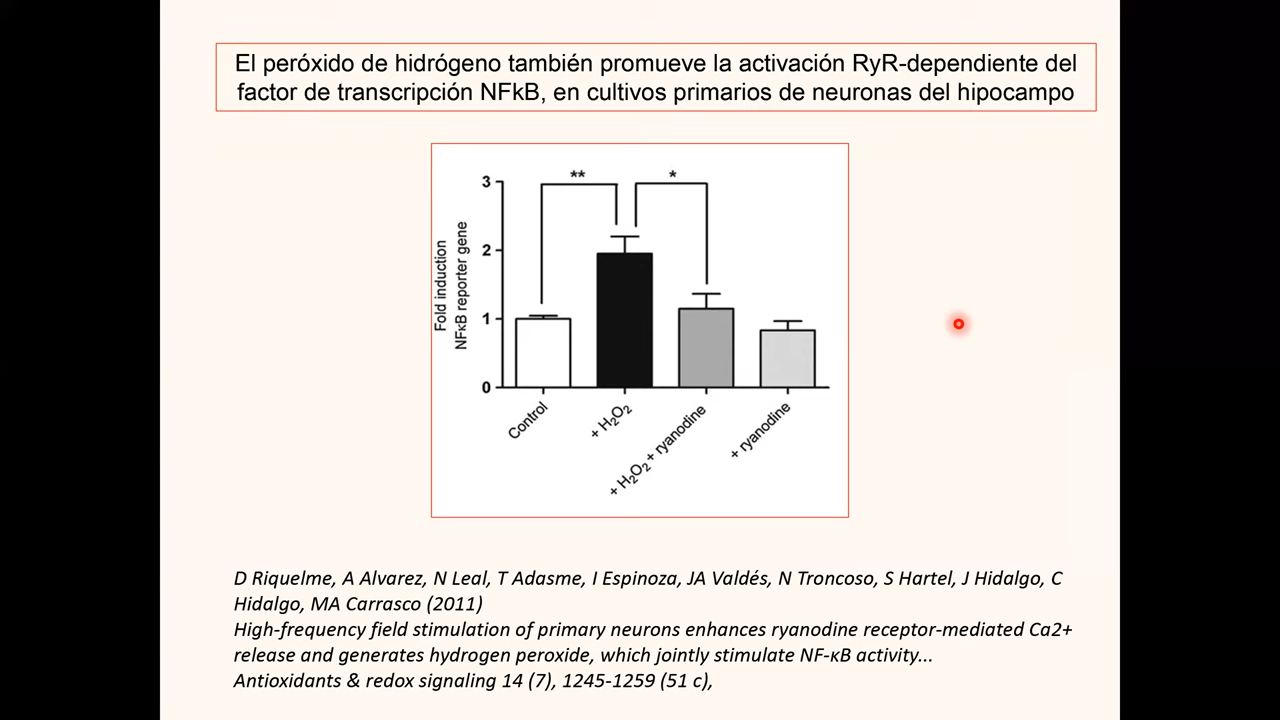 El peróxido de hidrógeno también promueve la activación RyR-dependiente del
factor de transcripción NFkB, en cultivos primarios de neuronas del hipocampo
** *
3
2
1
0
Fold induction
NFκB reporter gene
Control
+ H₂O₂
+ H₂O₂ + ryanodine
+ ryanodine
D Riquelme, A Alvarez, N Leal, T Adasme, I Espinoza, JA Valdés, N Troncoso, S Hartel, J Hidalgo, C
Hidalgo, MA Carrasco (2011)
High-frequency field stimulation of primary neurons enhances ryanodine receptor-mediated Ca2+
release and generates hydrogen peroxide, which jointly stimulate NF-κB activity...
Antioxidants & redox signaling 14 (7), 1245-1259 (51 c),